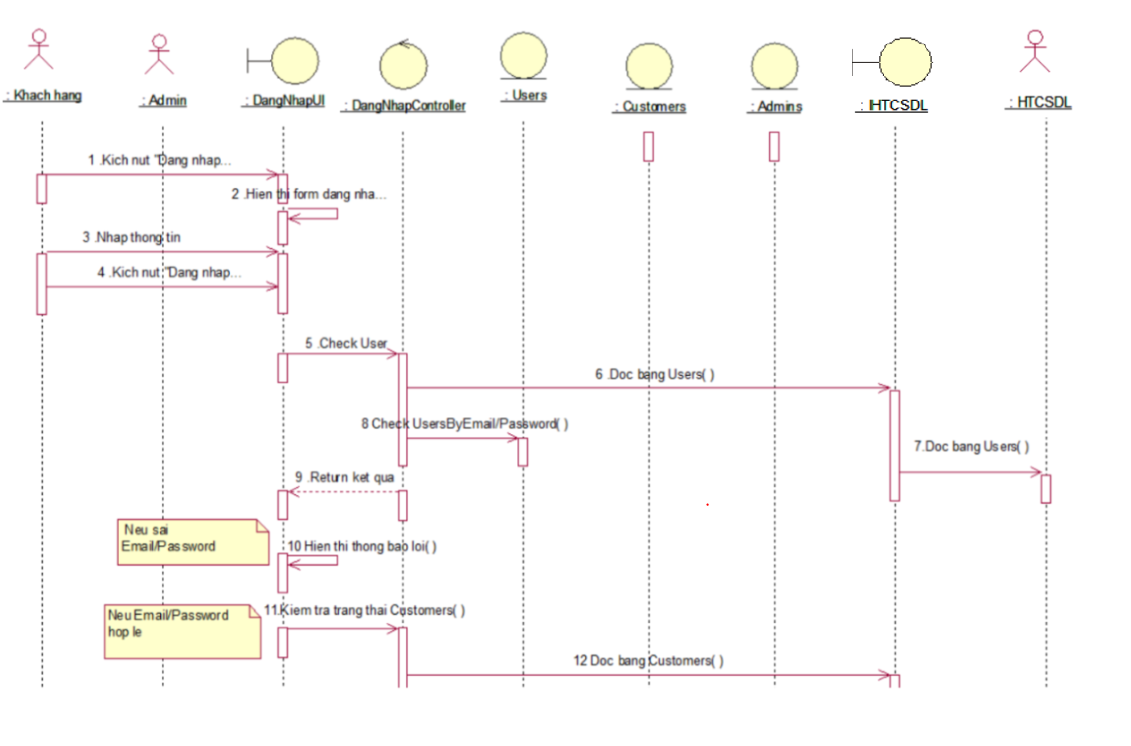 : Khach hang
: Admin
: DangNhapUI
: DangNhapController
: Users
: Customers
: Admins
: IHTCSDL
: HTCSDL
1 .Kich nut "Dang nhap...
2 .Hien thi form dang nha...
3 .Nhap thong tin
4 .Kich nut "Dang nhap...
5 .Check User
6 .Doc bang Users( )
8 Check UsersByEmail/Password( )
7.Doc bang Users( )
9 .Return ket qua
Neu sai
Email/Password
10 Hien thi thong bao loi( )
Neu Email/Password
hop le
11.Kiem tra trang thai Customers( )
12 Doc bang Customers( )